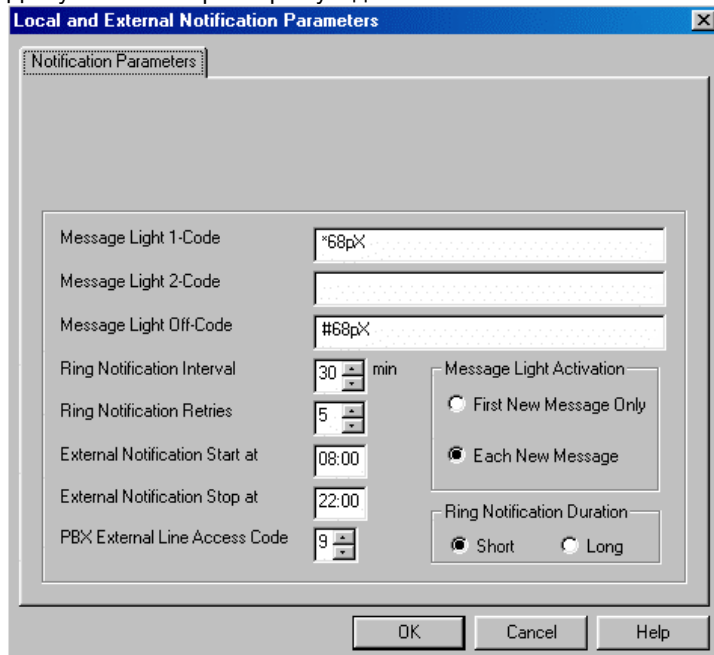 Local and External Notification Parameters
Notification Parameters
Message Light 1-Code *68pX
Message Light 2-Code
Message Light Off-Code #68pX
Ring Notification Interval 30 min
Ring Notification Retries 5
External Notification Start at 08:00
External Notification Stop at 22:00
PBX External Line Access Code 9
Message Light Activation
First New Message Only
Each New Message
Ring Notification Duration
Short Long
OK Cancel Help